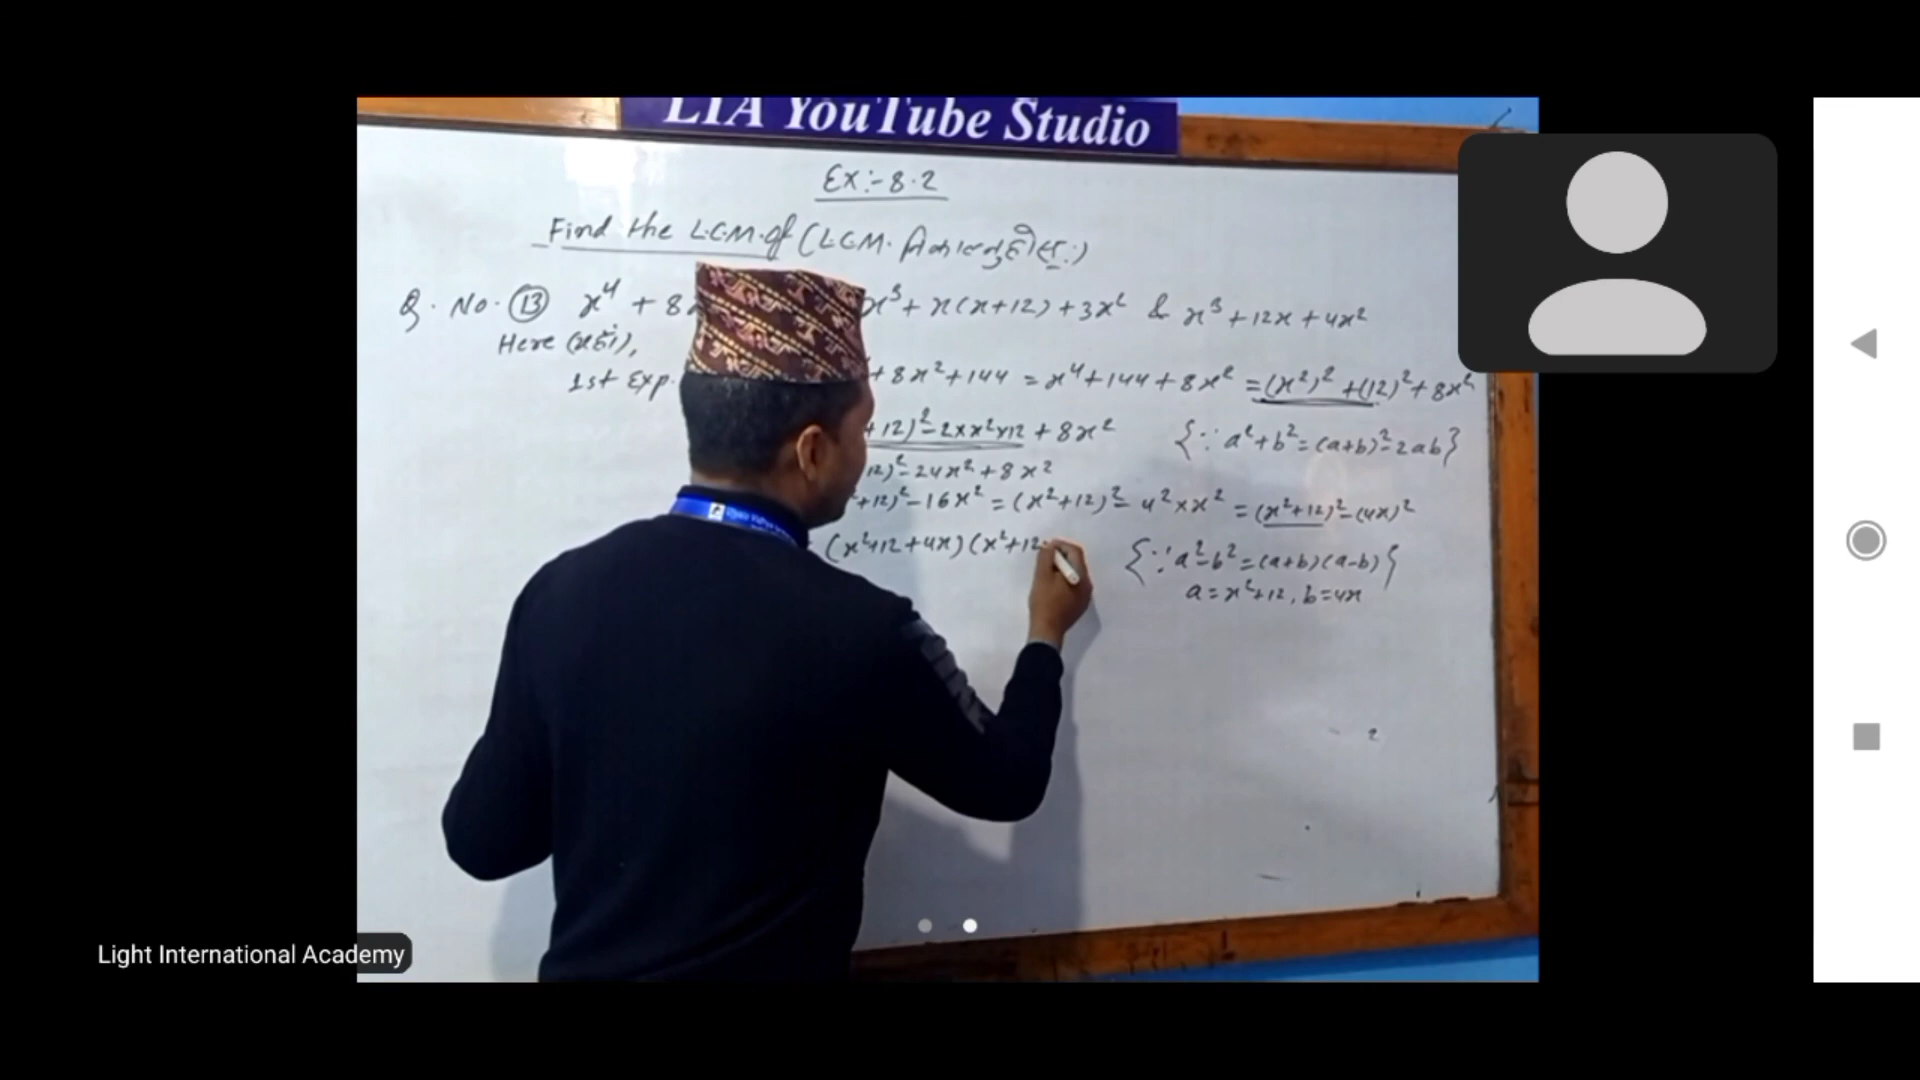 LIA YouTube Studio
Ex:- 8.2
Find the L.C.M. of (L.C.M.
Q. No. (13) x⁴ + 8 x³ + x(x+12) + 3x² & x³ + 12x + 4x²
Here (यहाँ),
1st Exp. + 8x² + 144 = x⁴ + 144 + 8x² = (x²)² + (12)² + 8x²
+ 12)² - 2×x²×12 + 8x² {∵ a² + b² = (a+b)² - 2ab}
12)² - 24x² + 8x²
+12)² - 16x² = (x²+12)² - 4²×x² = (x²+12)² - (4x)²
(x²+12+4x) (x²+12 {∵ a² - b² = (a+b)(a-b)}
a = x²+12, b = 4x
Light International Academy